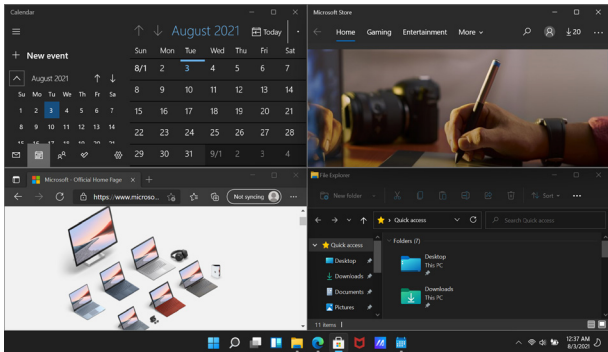 Calendar
August 2021
Today
New event
Sun Mon Tue Wed Thu Fri Sat
8/1 2 3 4 5 6 7
8 9 10 11 12 13 14
15 16 17 18 19 20 21
22 23 24 25 26 27 28
29 30 31 9/1 2 3 4
August 2021
Su Mo Tu We Th Fr Sa
1 2 3 4 5 6 7
8 9 10 11 12 13 14
Microsoft Store
Home Gaming Entertainment More
20
Microsoft - Official Home Page
https://www.microso...
Not syncing
File Explorer
New folder
Sort
Quick access
Search Quick access
Quick access
Desktop
Downloads
Documents
Pictures
Folders (7)
Desktop
This PC
Downloads
This PC
11 items
12:37 AM
8/3/2021